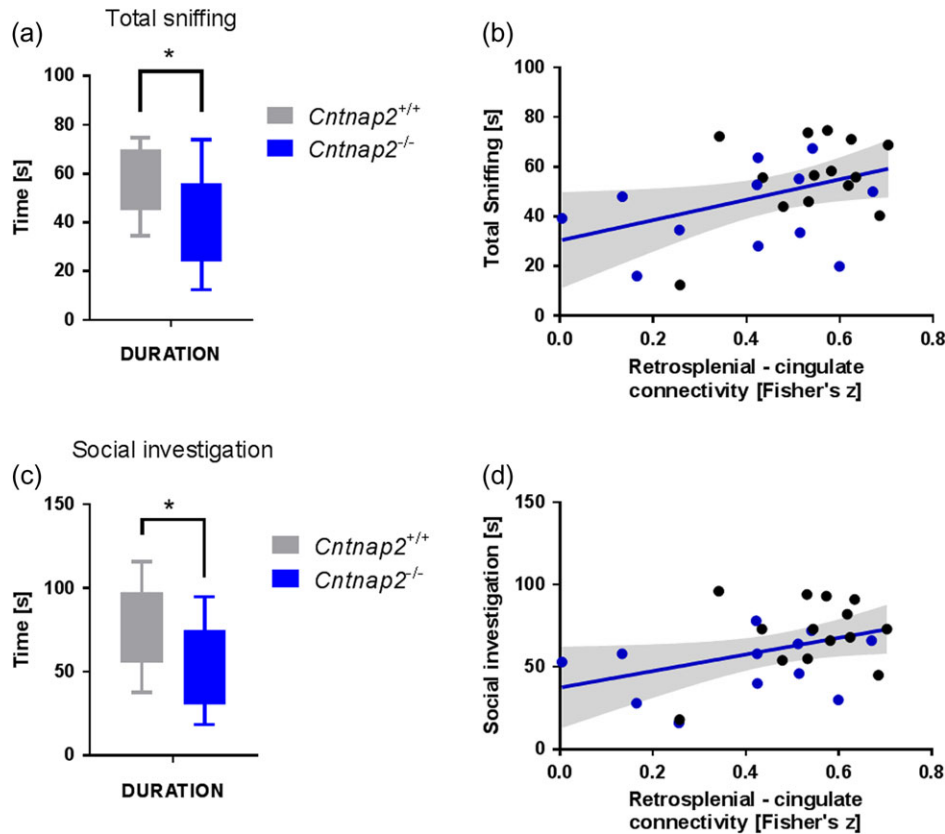 (a)
Total sniffing
*
Time [s]
100
80
60
40
20
0
DURATION
Cntnap2+/+
Cntnap2-/-
(b)
Total Sniffing [s]
100
80
60
40
20
0
0.0 0.2 0.4 0.6 0.8
Retrosplenial - cingulate
connectivity [Fisher's z]
Social investigation
(c)
*
Time [s]
150
100
50
0
DURATION
Cntnap2+/+
Cntnap2-/-
(d)
Social investigation [s]
150
100
50
0
0.0 0.2 0.4 0.6 0.8
Retrosplenial - cingulate
connectivity [Fisher's z]